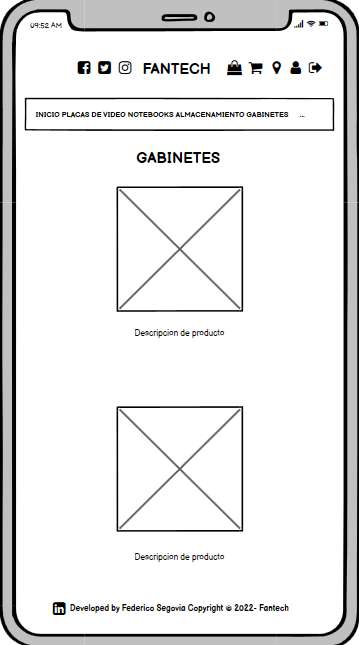 09:52 AM
FANTECH
INICIO PLACAS DE VIDEO NOTEBOOKS ALMACENAMIENTO GABINETES ...
GABINETES
Descripcion de producto
Descripcion de producto
in Developed by Federico Segovia Copyright @ 2022- Fantech